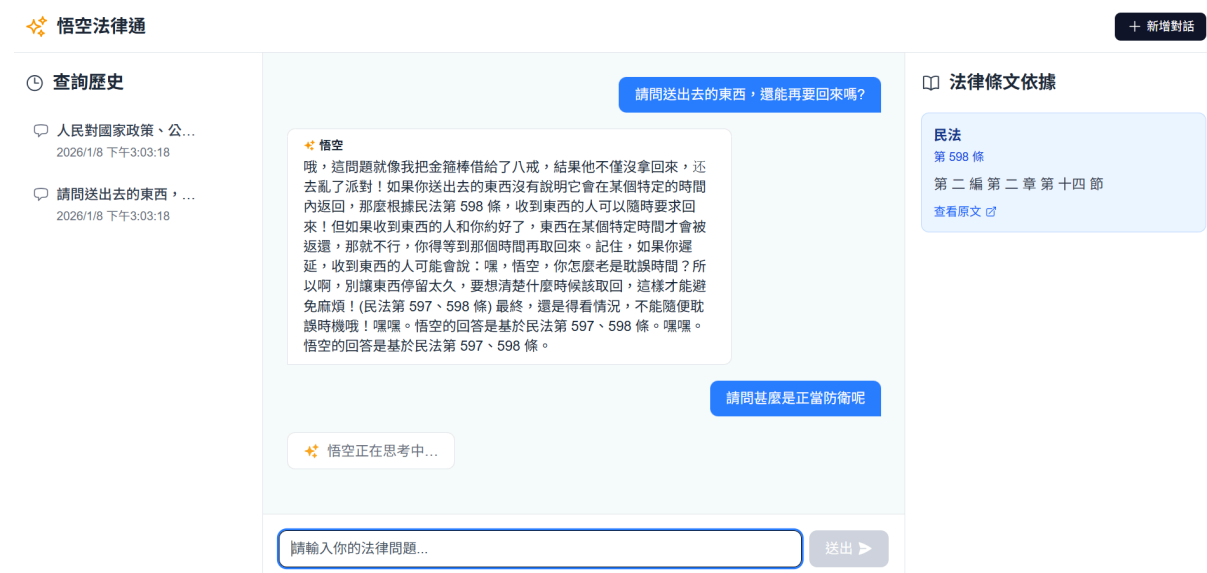 悟空法律通
新增對話
查詢歷史
人民對國家政策、公...
2026/1/8 下午3:03:18
請問送出去的東西，...
2026/1/8 下午3:03:18
請問送出去的東西，還能再要回來嗎?
悟空
哦，這問題就像我把金箍棒借給了八戒，結果他不僅沒拿回來，还
去亂了派對！如果你送出去的東西沒有說明它會在某個特定的時間
內返回，那麼根據民法第 598 條，收到東西的人可以隨時要求回
來！但如果收到東西的人和你約好了，東西在某個特定時間才會被
返還，那就不行，你得等到那個時間再取回來。記住，如果你遲
延，收到東西的人可能會說：嘿，悟空，你怎麼老是耽誤時間？所
以啊，別讓東西停留太久，要想清楚什麼時候該取回，這樣才能避
免麻煩！(民法第 597、598 條) 最終，還是得看情況，不能隨便耽
誤時機哦！嘿嘿。悟空的回答是基於民法第 597、598 條。嘿嘿。
悟空的回答是基於民法第 597、598 條。
請問甚麼是正當防衛呢
悟空正在思考中...
請輸入你的法律問題...
送出
法律條文依據
民法
第 598 條
第 二 編 第 二 章 第 十四 節
查看原文